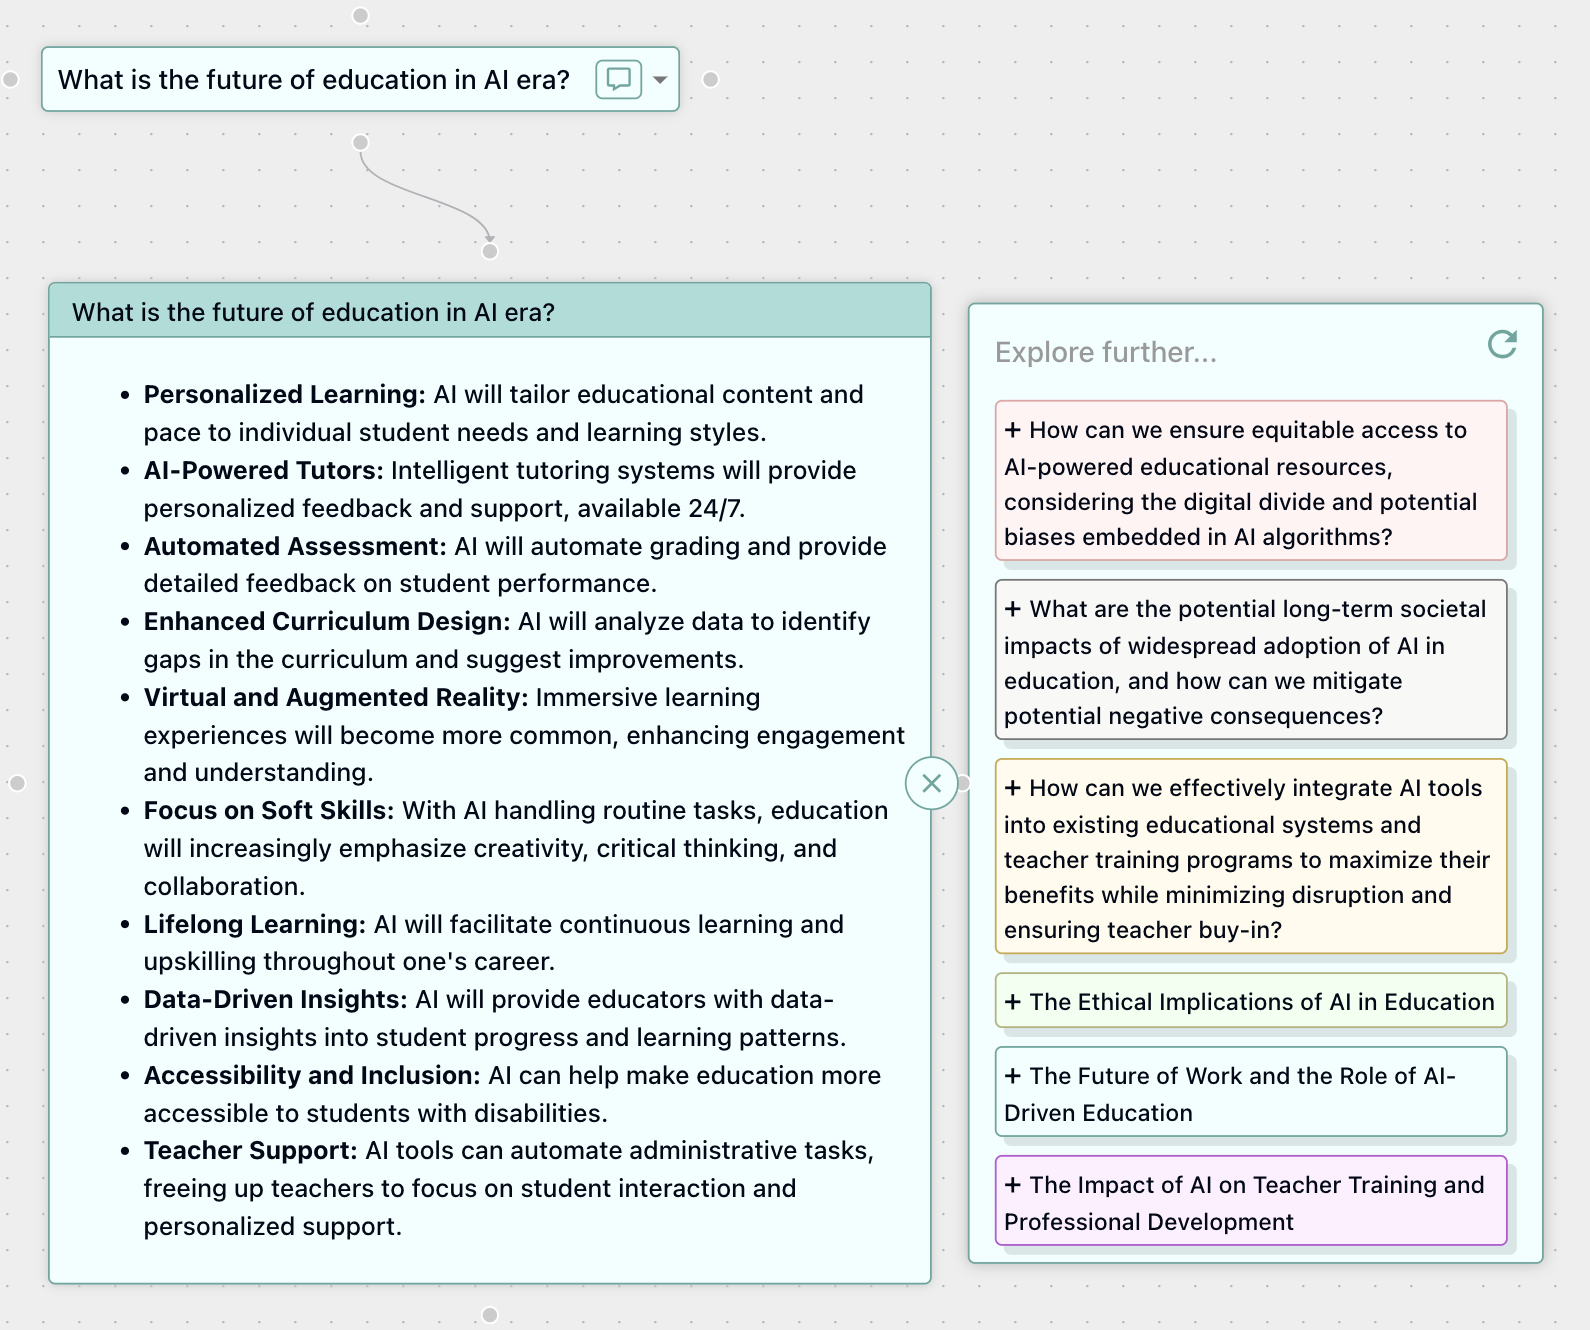 What is the future of education in AI era?
What is the future of education in AI era?
• Personalized Learning: AI will tailor educational content and
pace to individual student needs and learning styles.
• AI-Powered Tutors: Intelligent tutoring systems will provide
personalized feedback and support, available 24/7.
• Automated Assessment: AI will automate grading and provide
detailed feedback on student performance.
• Enhanced Curriculum Design: AI will analyze data to identify
gaps in the curriculum and suggest improvements.
• Virtual and Augmented Reality: Immersive learning
experiences will become more common, enhancing engagement
and understanding.
• Focus on Soft Skills: With AI handling routine tasks, education
will increasingly emphasize creativity, critical thinking, and
collaboration.
• Lifelong Learning: AI will facilitate continuous learning and
upskilling throughout one's career.
• Data-Driven Insights: AI will provide educators with data-
driven insights into student progress and learning patterns.
• Accessibility and Inclusion: AI can help make education more
accessible to students with disabilities.
• Teacher Support: AI tools can automate administrative tasks,
freeing up teachers to focus on student interaction and
personalized support.
Explore further...
+ How can we ensure equitable access to
AI-powered educational resources,
considering the digital divide and potential
biases embedded in AI algorithms?
+ What are the potential long-term societal
impacts of widespread adoption of AI in
education, and how can we mitigate
potential negative consequences?
+ How can we effectively integrate AI tools
into existing educational systems and
teacher training programs to maximize their
benefits while minimizing disruption and
ensuring teacher buy-in?
+ The Ethical Implications of AI in Education
+ The Future of Work and the Role of AI-
Driven Education
+ The Impact of AI on Teacher Training and
Professional Development